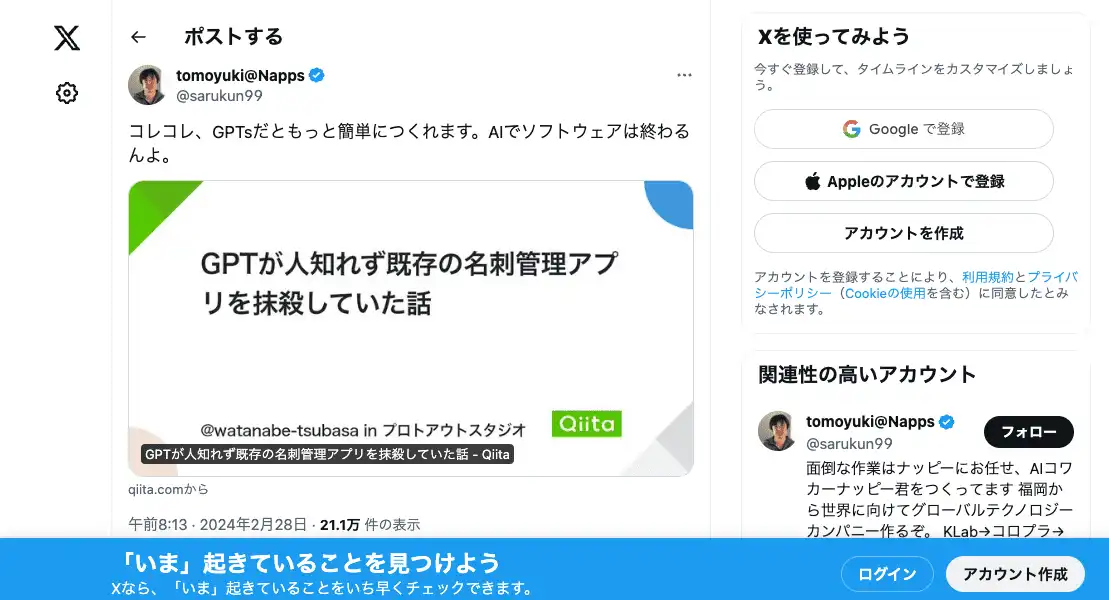 ポストする
tomoyuki@Napps
@sarukun99
コレコレ、GPTsだともっと簡単につくれます。AIでソフトウェアは終わる
んよ。
GPTが人知れず既存の名刺管理アプ
リを抹殺していた話
@watanabe-tsubasa in プロトアウトスタジオ
Qiita
GPTが人知れず既存の名刺管理アプリを抹殺していた話 - Qiita
qiita.comから
午前8:13 · 2024年2月28日 · 21.1万 件の表示
Xを使ってみよう
今すぐ登録して、タイムラインをカスタマイズしましょ
う。
Google で登録
Appleのアカウントで登録
アカウントを作成
アカウントを登録することにより、利用規約とプライバ
シーポリシー（Cookieの使用を含む）に同意したとみ
なされます。
関連性の高いアカウント
tomoyuki@Napps
@sarukun99
フォロー
面倒な作業はナッピーにお任せ、AIコワ
カーナッピー君をつくってます 福岡か
ら世界に向けてグローバルテクノロジー
カンパニー作るぞ。 KLab→コロプラ→
「いま」起きていることを見つけよう
Xなら、「いま」起きていることをいち早くチェックできます。
ログイン
アカウント作成